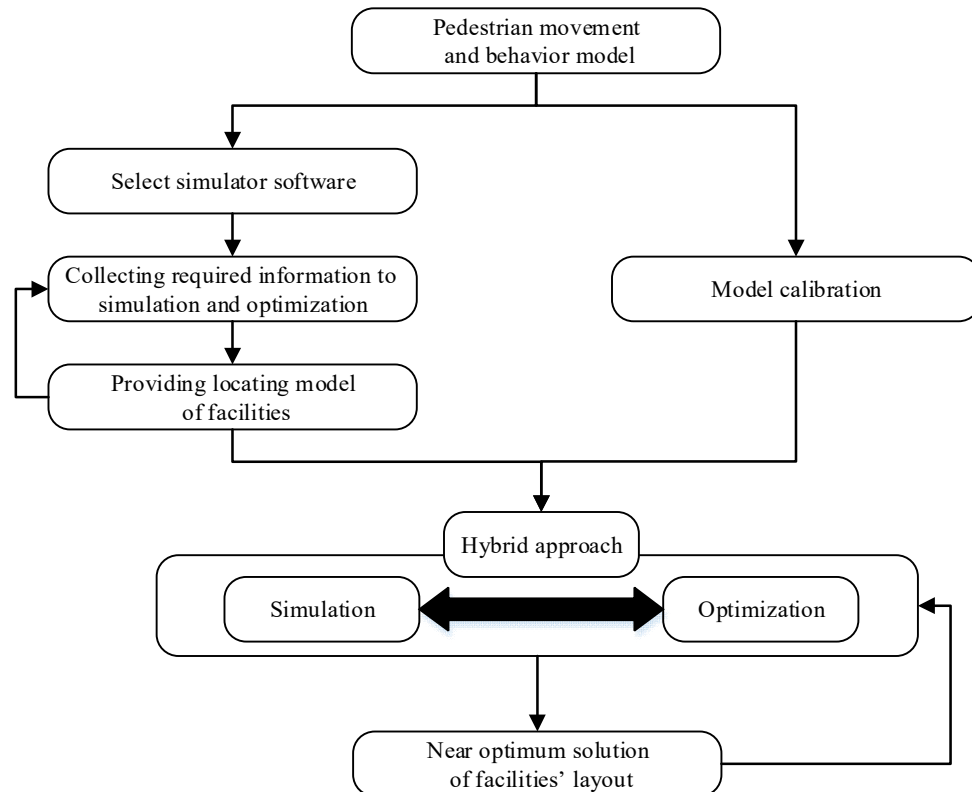 Pedestrian movement
and behavior model
Select simulator software
Collecting required information to
simulation and optimization
Model calibration
Providing locating model
of facilities
Hybrid approach
Simulation
Optimization
Near optimum solution
of facilities’ layout